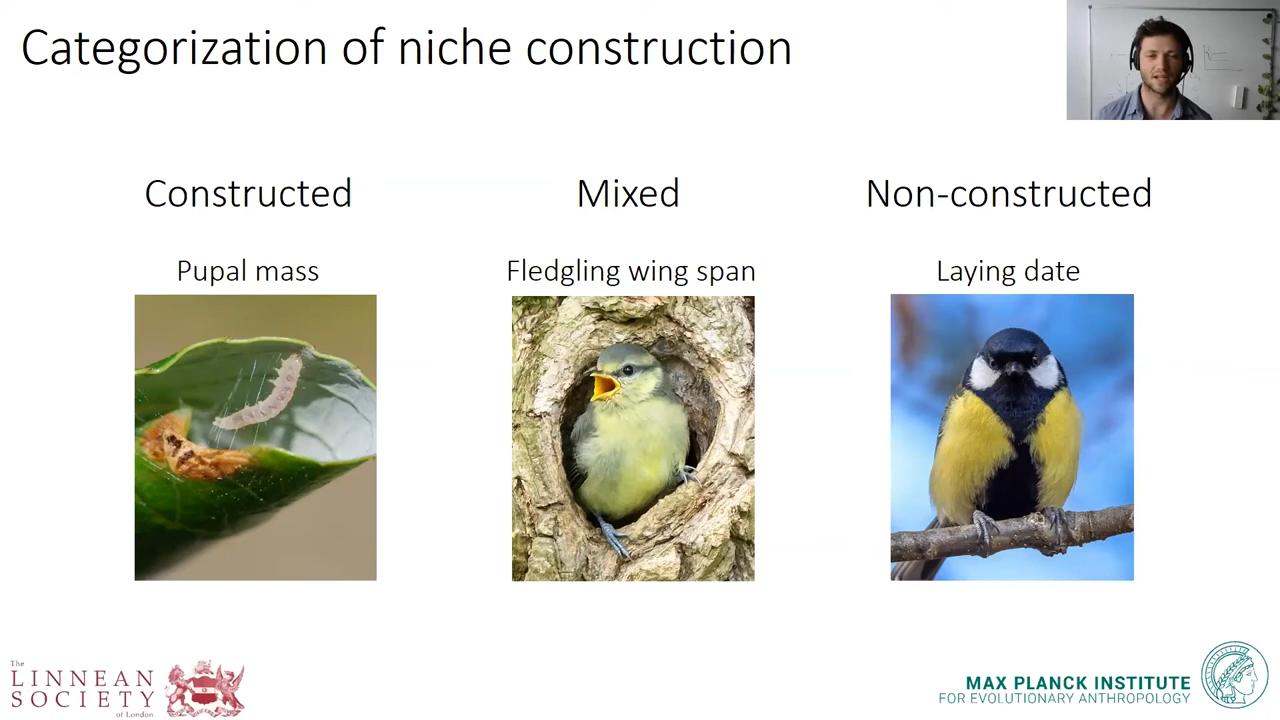 Categorization of niche construction
Constructed
Mixed
Non-constructed
Pupal mass
Fledgling wing span
Laying date
The
LINNEAN
SOCIETY
of London
MAX PLANCK INSTITUTE
FOR EVOLUTIONARY ANTHROPOLOGY